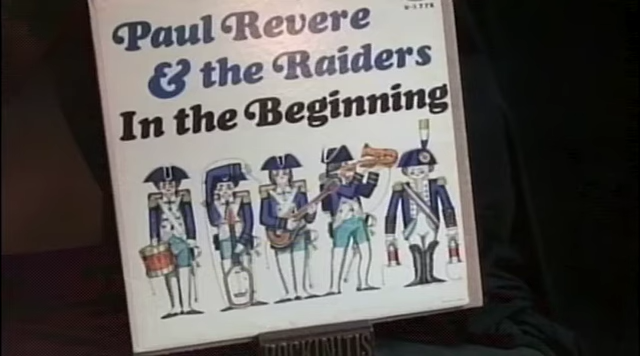 Paul Revere
& the Raiders
In the Beginning